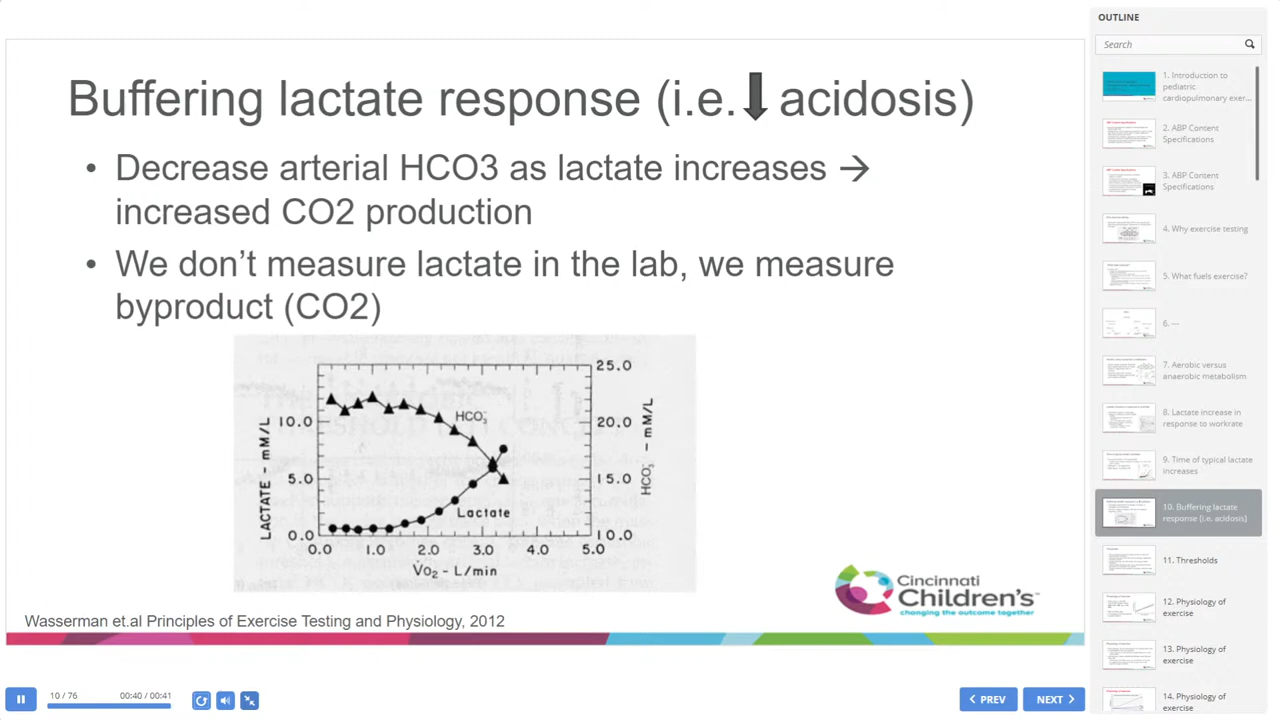 Buffering lactate response (i.e. acidosis)
• Decrease arterial HCO3 as lactate increases →
increased CO2 production
• We don't measure lactate in the lab, we measure
byproduct (CO2)
25.0
10.0
20.0
HCO3-
LACTATE - mM/L
HCO3- - mM/L
5.0
15.0
Lactate
0.0
10.0
0.0 1.0 2.0 3.0 4.0 5.0
V̇O2 - L/min
Cincinnati
Children's™
changing the outcome together
Wasserman et.al Principles of Exercise Testing and Physiology, 2012
10 / 76
00:40 / 00:41
PREV
NEXT
OUTLINE
Search
1. Introduction to
pediatric
cardiopulmonary exer...
2. ABP Content
Specifications
3. ABP Content
Specifications
4. Why exercise testing
5. What fuels exercise?
6. ---
7. Aerobic versus
anaerobic metabolism
8. Lactate increase in
response to workrate
9. Time of typical lactate
increases
10. Buffering lactate
response (i.e. acidosis)
11. Thresholds
12. Physiology of
exercise
13. Physiology of
exercise
14. Physiology of
exercise